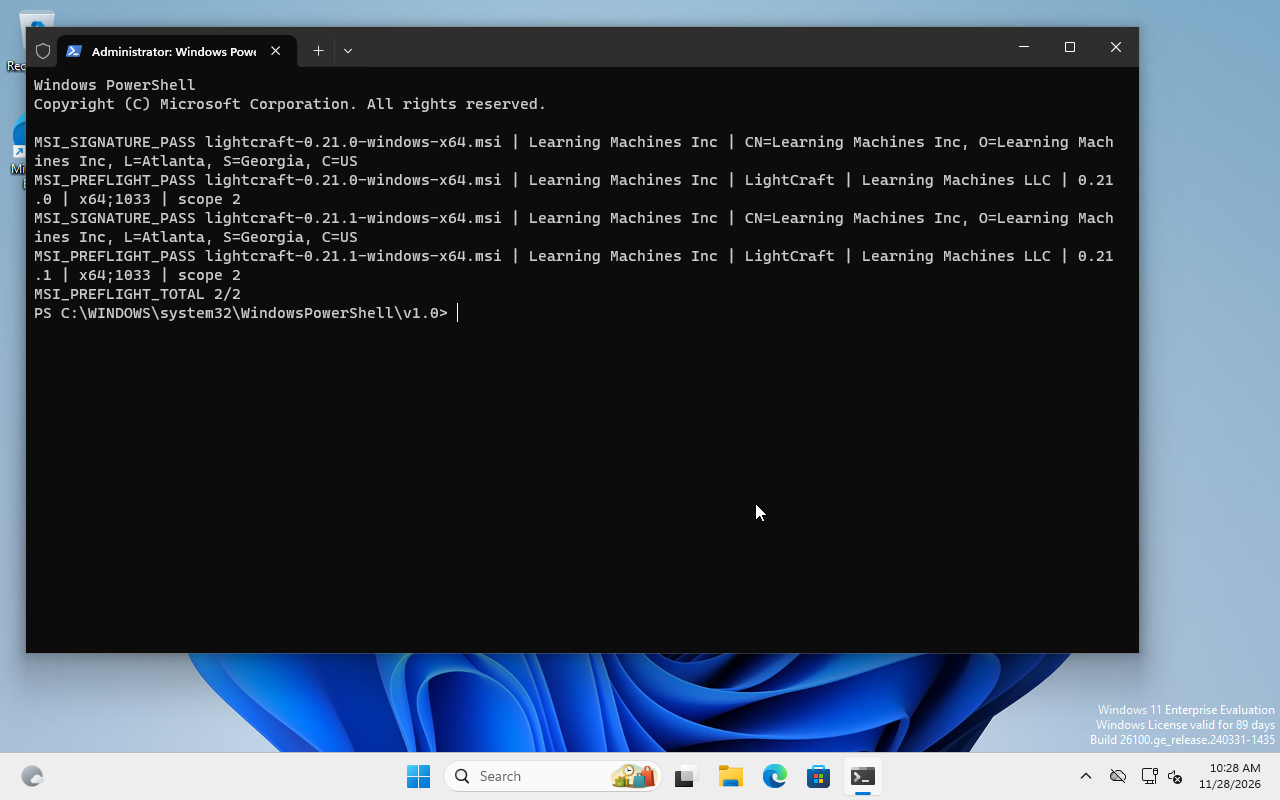 Administrator: Windows Powe
Windows PowerShell
Copyright (C) Microsoft Corporation. All rights reserved.
MSI_SIGNATURE_PASS lightcraft-0.21.0-windows-x64.msi | Learning Machines Inc | CN=Learning Machines Inc, O=Learning Mach
ines Inc, L=Atlanta, S=Georgia, C=US
MSI_PREFLIGHT_PASS lightcraft-0.21.0-windows-x64.msi | Learning Machines Inc | LightCraft | Learning Machines LLC | 0.21
.0 | x64;1033 | scope 2
MSI_SIGNATURE_PASS lightcraft-0.21.1-windows-x64.msi | Learning Machines Inc | CN=Learning Machines Inc, O=Learning Mach
ines Inc, L=Atlanta, S=Georgia, C=US
MSI_PREFLIGHT_PASS lightcraft-0.21.1-windows-x64.msi | Learning Machines Inc | LightCraft | Learning Machines LLC | 0.21
.1 | x64;1033 | scope 2
MSI_PREFLIGHT_TOTAL 2/2
PS C:\WINDOWS\system32\WindowsPowerShell\v1.0>
Windows 11 Enterprise Evaluation
Windows License valid for 89 days
Build 26100.ge_release.240331-1435
Search
10:28 AM
11/28/2026